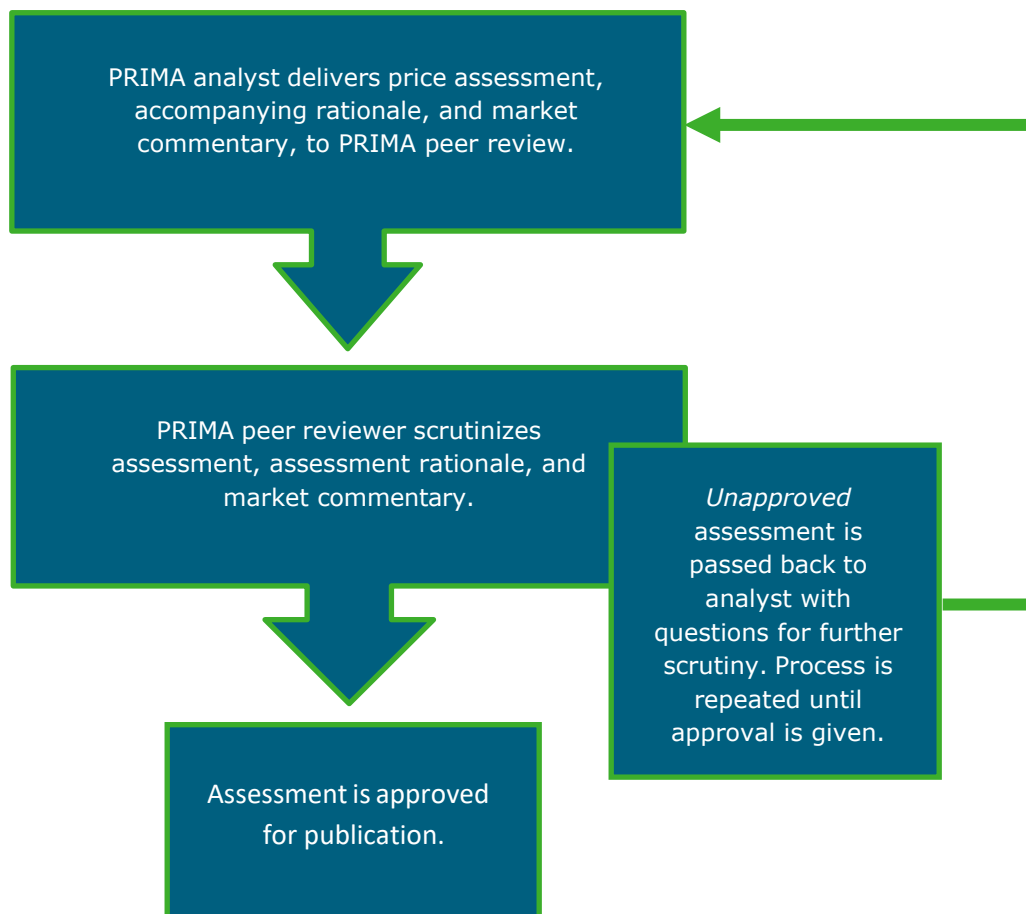 PRIMA analyst delivers price assessment,
accompanying rationale, and market
commentary, to PRIMA peer review.
PRIMA peer reviewer scrutinizes
assessment, assessment rationale, and
market commentary.
Unapproved
assessment is
passed back to
analyst with
questions for further
scrutiny. Process is
repeated until
approval is given.
Assessment is approved
for publication.